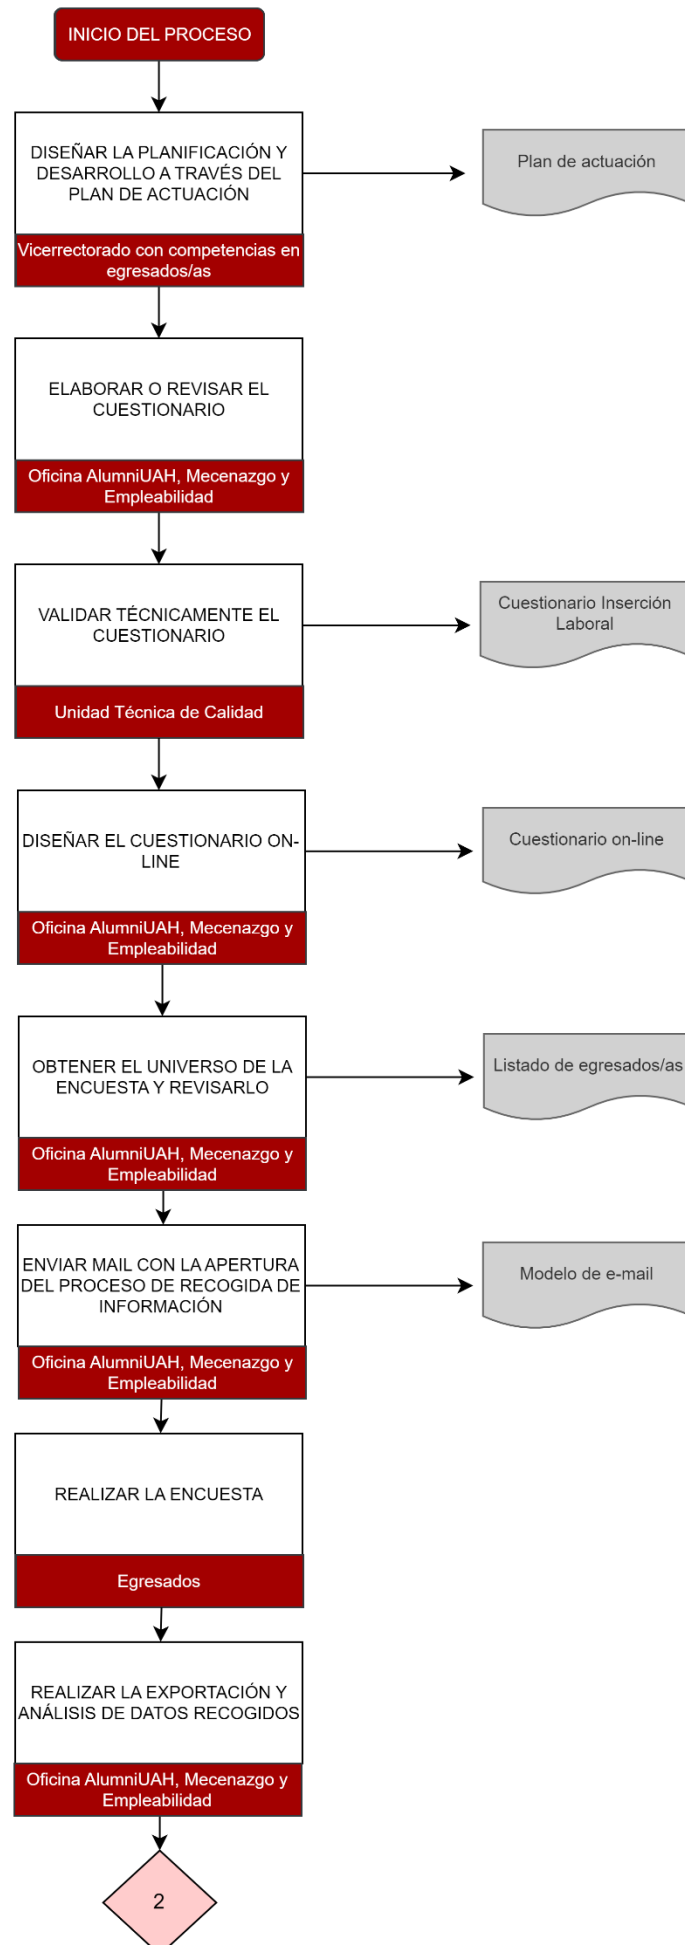 INICIO DEL PROCESO
DISEÑAR LA PLANIFICACIÓN Y
DESARROLLO A TRAVÉS DEL
PLAN DE ACTUACIÓN
Plan de actuación
Vicerrectorado con competencias en
egresados/as
ELABORAR O REVISAR EL
CUESTIONARIO
Oficina AlumniUAH, Mecenazgo y
Empleabilidad
VALIDAR TÉCNICAMENTE EL
CUESTIONARIO
Cuestionario Inserción
Laboral
Unidad Técnica de Calidad
DISEÑAR EL CUESTIONARIO ON-
LINE
Cuestionario on-line
Oficina AlumniUAH, Mecenazgo y
Empleabilidad
OBTENER EL UNIVERSO DE LA
ENCUESTA Y REVISARLO
Listado de egresados/as
Oficina AlumniUAH, Mecenazgo y
Empleabilidad
ENVIAR MAIL CON LA APERTURA
DEL PROCESO DE RECOGIDA DE
INFORMACIÓN
Modelo de e-mail
Oficina AlumniUAH, Mecenazgo y
Empleabilidad
REALIZAR LA ENCUESTA
Egresados
REALIZAR LA EXPORTACIÓN Y
ANÁLISIS DE DATOS RECOGIDOS
Oficina AlumniUAH, Mecenazgo y
Empleabilidad
2